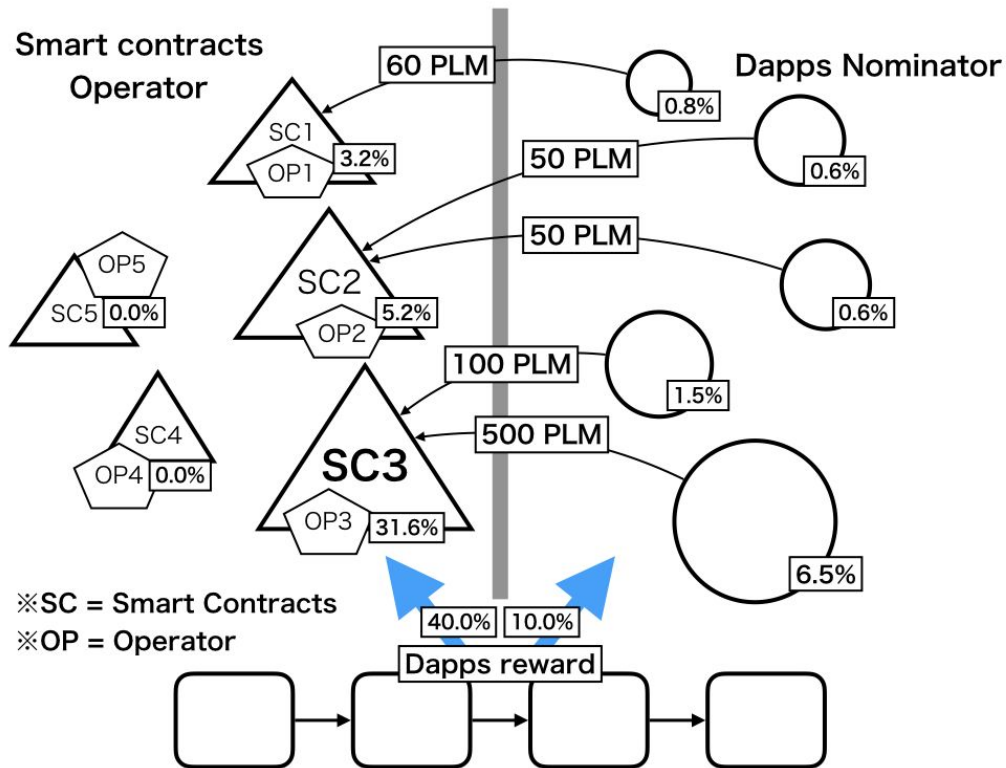 Smart contracts
Operator
Dapps Nominator
60 PLM
0.8%
SC1
OP1
3.2%
50 PLM
0.6%
50 PLM
0.6%
OP5
SC5
0.0%
SC2
OP2
5.2%
100 PLM
1.5%
500 PLM
6.5%
SC4
OP4
0.0%
SC3
OP3
31.6%
※SC = Smart Contracts
※OP = Operator
40.0%
10.0%
Dapps reward